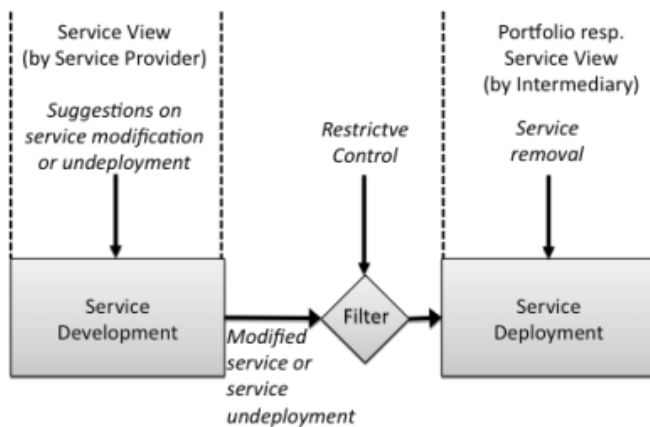 Service View
(by Service Provider)
Suggestions on
service modification
or undeployment
Portfolio resp.
Service View
(by Intermediary)
Restrictve
Control
Service
removal
Service
Development
Modified
service or
service
undeployment
Filter
Service
Deployment